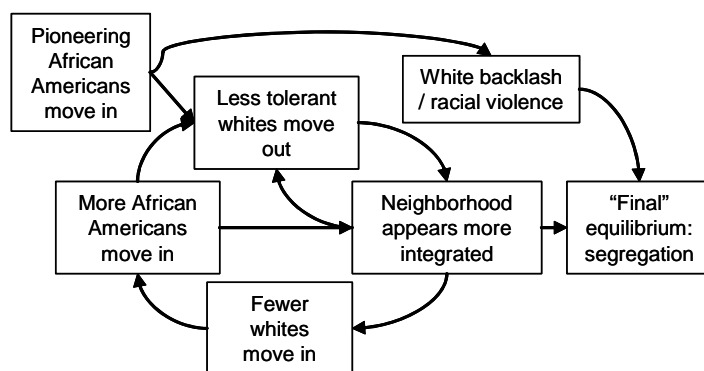 Pioneering
African
Americans
move in
White backlash
/ racial violence
Less tolerant
whites move
out
More African
Americans
move in
Neighborhood
appears more
integrated
“Final”
equilibrium:
segregation
Fewer
whites
move in